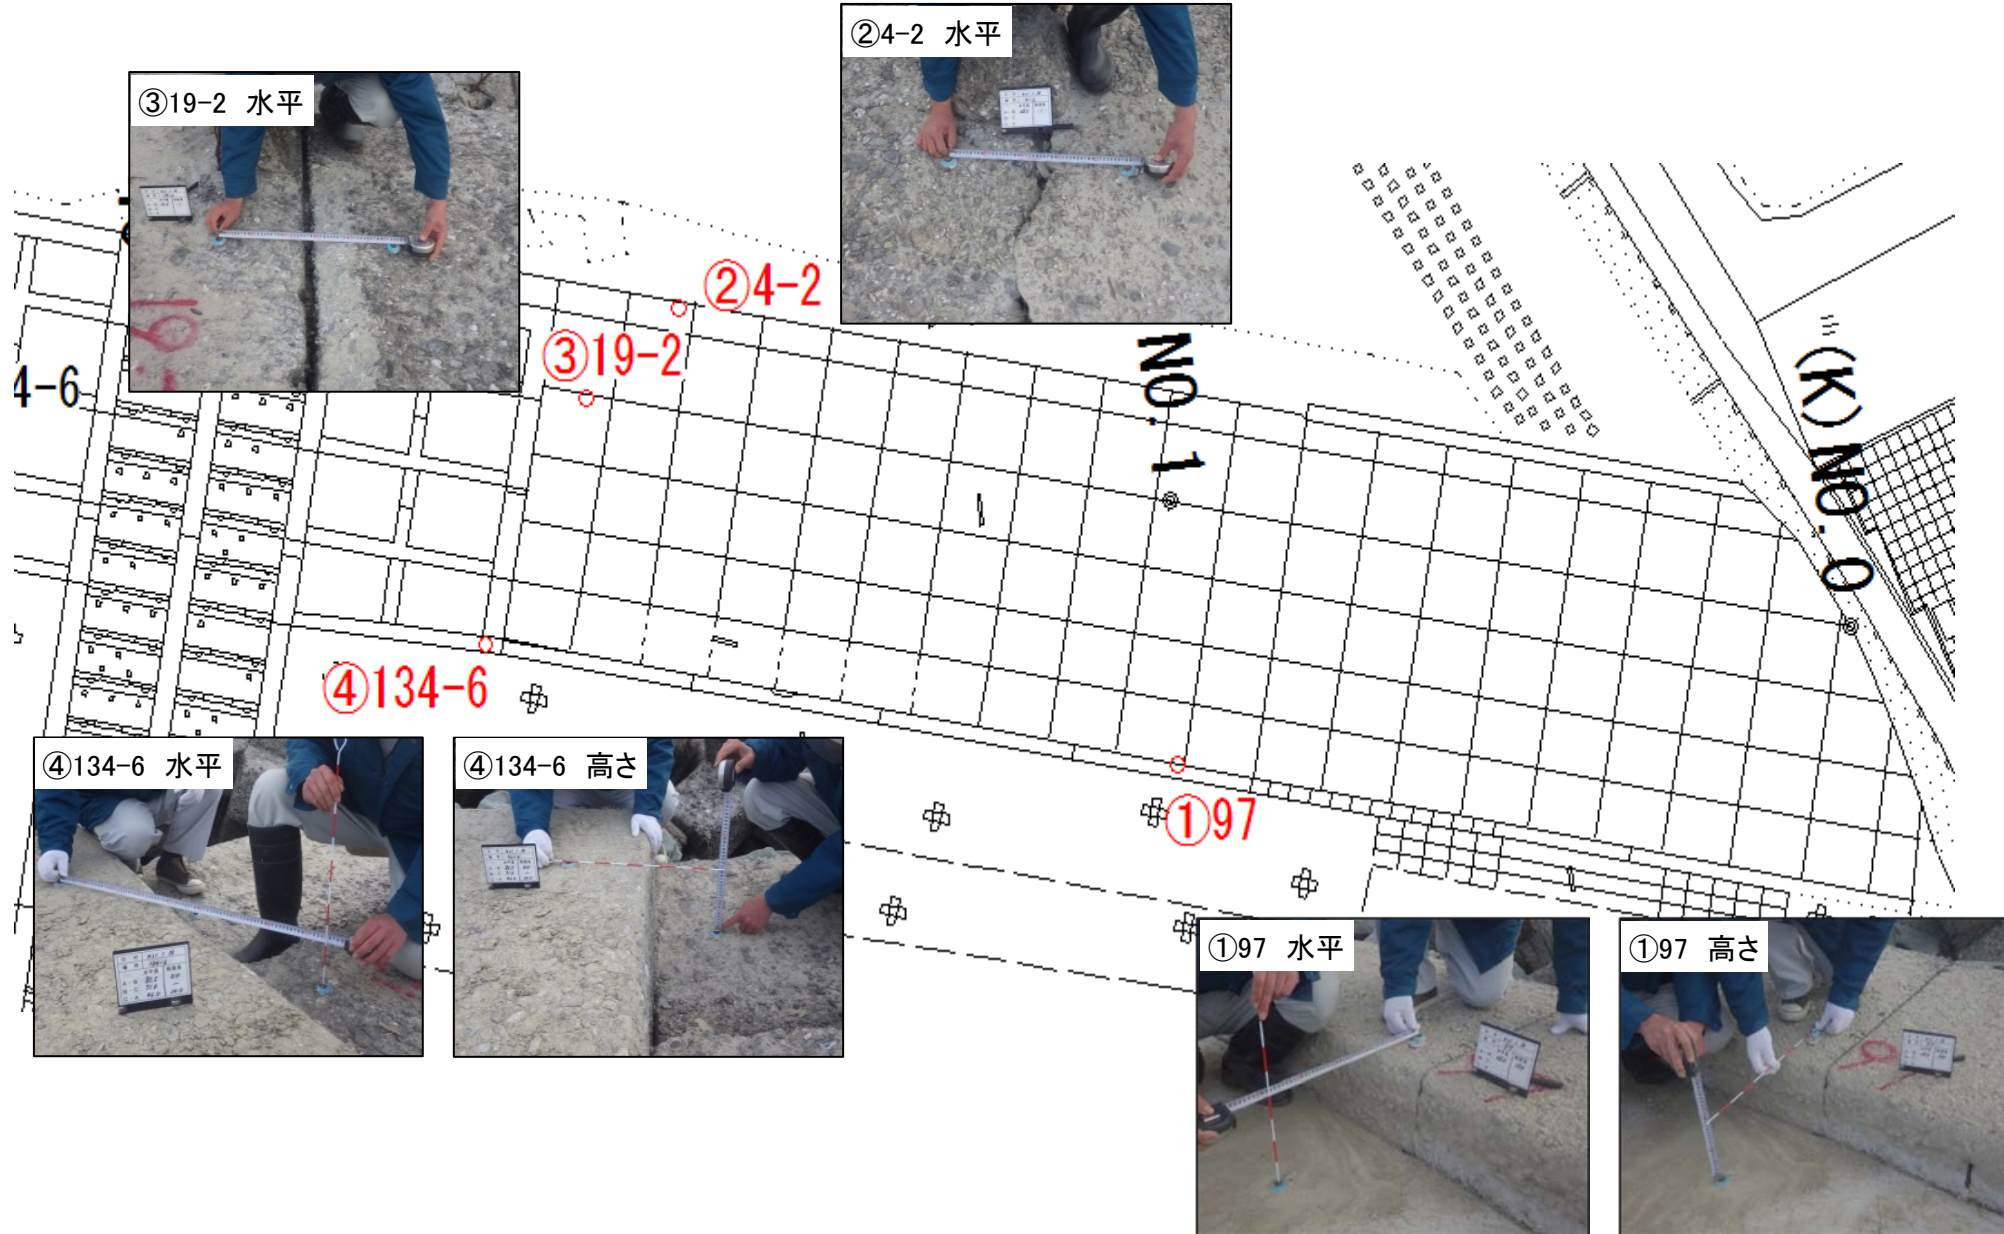 ②4-2 水平
③19-2 水平
②4-2
③19-2
NO. 1
(K)NO. 0
4-6
④134-6
①97
④134-6 水平
④134-6 高さ
①97 水平
①97 高さ